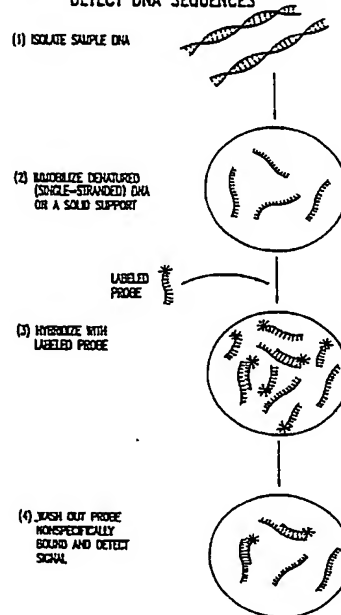 DETECT DNA SEQUENCES
(1) ISOLATE SAMPLE DNA
(2) IMMOBILIZE DENATURED
(SINGLE-STRANDED) DNA
ON A SOLID SUPPORT
LABELED
PROBE
(3) HYBRIDIZE WITH
LABELED PROBE
(4) WASH OUT PROBE
NONSPECIFICALLY
BOUND AND DETECT
SIGNAL